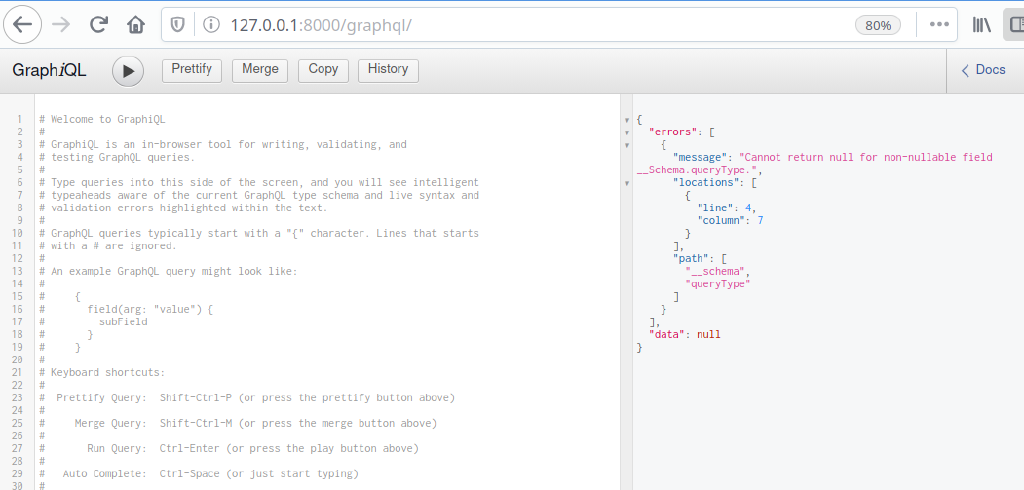 127.0.0.1:8000/graphql/
80%
GraphiQL
Prettify
Merge
Copy
History
Docs
1 # Welcome to GraphiQL
2 #
3 # GraphiQL is an in-browser tool for writing, validating, and
4 # testing GraphQL queries.
5 #
6 # Type queries into this side of the screen, and you will see intelligent
7 # typeaheads aware of the current GraphQL type schema and live syntax and
8 # validation errors highlighted within the text.
9 #
10 # GraphQL queries typically start with a "{" character. Lines that starts
11 # with a # are ignored.
12 #
13 # An example GraphQL query might look like:
14 #
15 #     {
16 #       field(arg: "value") {
17 #         subField
18 #       }
19 #     }
20 #
21 # Keyboard shortcuts:
22 #
23 #  Prettify Query:  Shift-Ctrl-P (or press the prettify button above)
24 #
25 #     Merge Query:  Shift-Ctrl-M (or press the merge button above)
26 #
27 #       Run Query:  Ctrl-Enter (or press the play button above)
28 #
29 #   Auto Complete:  Ctrl-Space (or just start typing)
30 #
{
  "errors": [
    {
      "message": "Cannot return null for non-nullable field
__Schema.queryType.",
      "locations": [
        {
          "line": 4,
          "column": 7
        }
      ],
      "path": [
        "__schema",
        "queryType"
      ]
    }
  ],
  "data": null
}